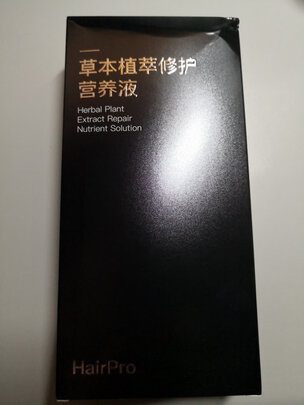 草本植萃修护
营养液
Herbal Plant
Extract Repair
Nutrient Solution
HairPro